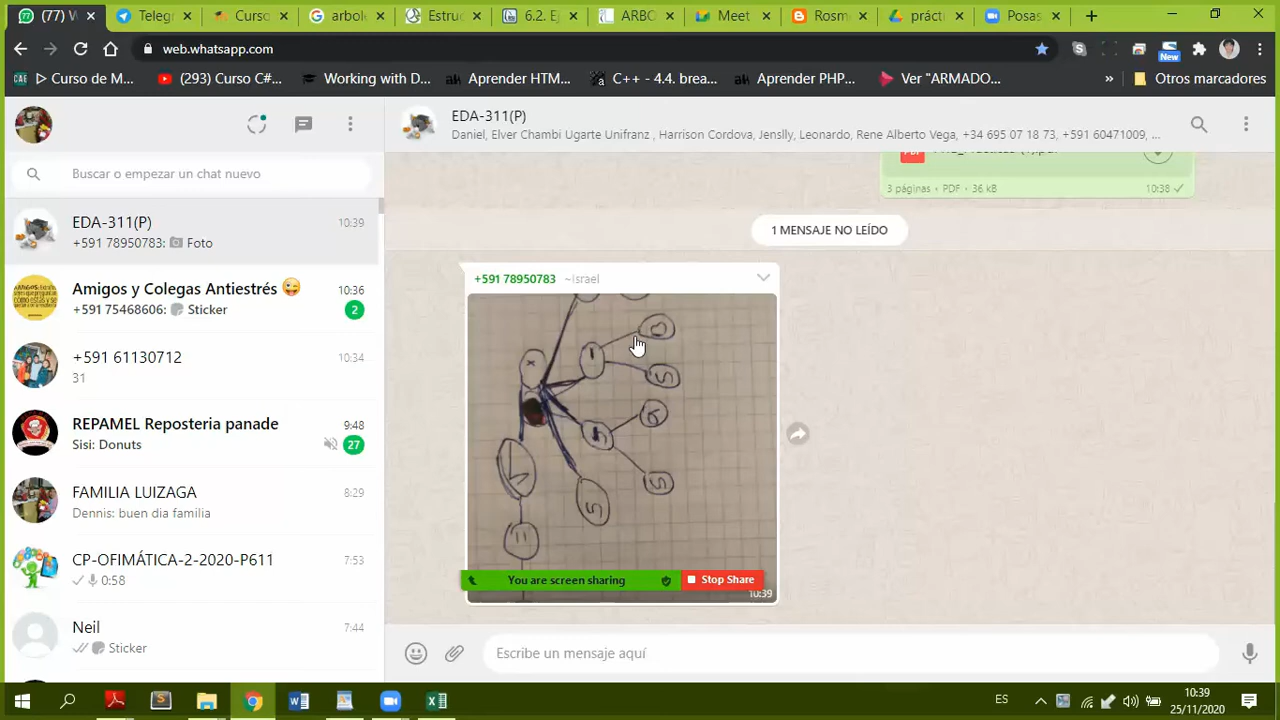 (77) W
Telegr
Curso
arbole
Estruc
6.2. Ej
ARBO
Meet
Rosm
prácti
Posas
web.whatsapp.com
New
CAE ▷ Curso de M...
(293) Curso C#...
Working with D...
ak Aprender HTM...
C++ - 4.4. brea...
ak Aprender PHP...
Ver "ARMADO...
»
Otros marcadores
EDA-311(P)
Daniel, Elver Chambi Ugarte Unifranz , Harrison Cordova, Jenslly, Leonardo, Rene Alberto Vega, +34 695 07 18 73, +591 60471009, ...
Buscar o empezar un chat nuevo
EDA-311(P) 10:39
+591 78950783: Foto
Amigos y Colegas Antiestrés 😜 10:36
+591 75468606: Sticker 2
+591 61130712 10:34
31
REPAMEL Reposteria panade 9:48
Sisi: Donuts 27
FAMILIA LUIZAGA 8:29
Dennis: buen dia familia
CP-OFIMÁTICA-2-2020-P611 7:53
0:58
Neil 7:44
Sticker
PDF
3 páginas • PDF • 36 kB 10:38
1 MENSAJE NO LEÍDO
+591 78950783 ~Israel
You are screen sharing
Stop Share
10:39
Escribe un mensaje aquí
ES
10:39
25/11/2020